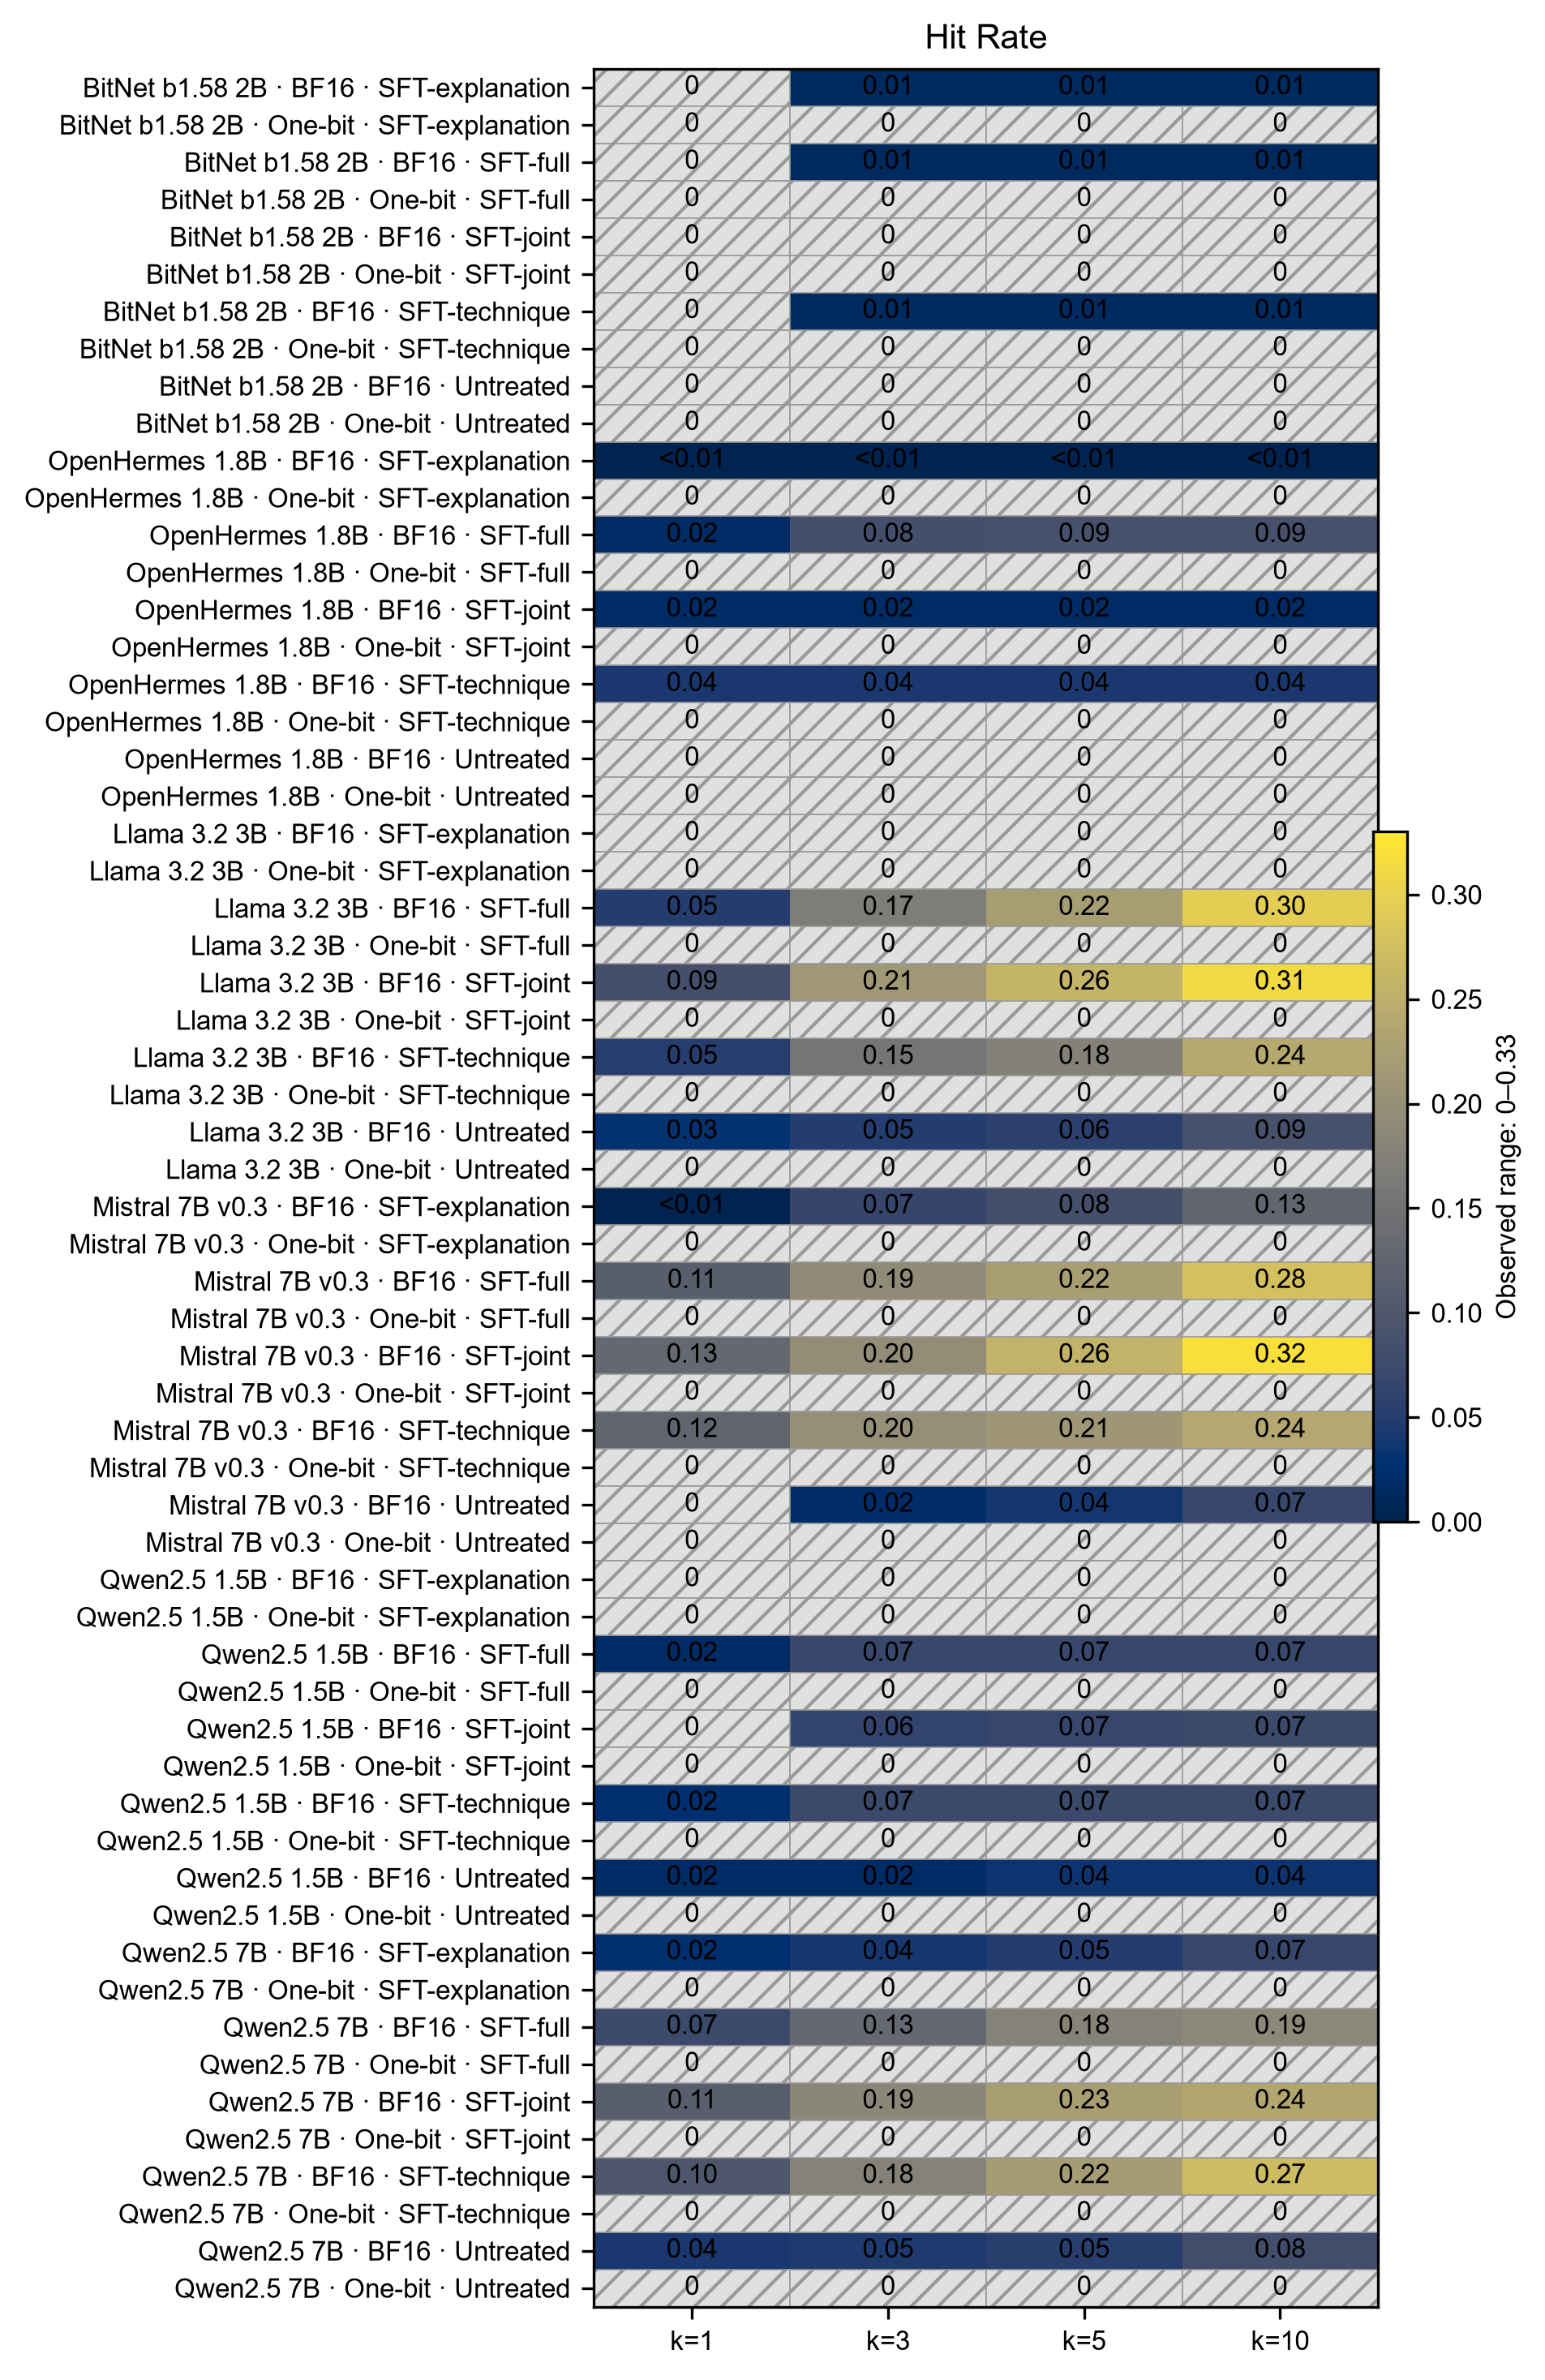 Hit Rate
BitNet b1.58 2B · BF16 · SFT-explanation 0 0.01 0.01 0.01
BitNet b1.58 2B · One-bit · SFT-explanation 0 0 0 0
BitNet b1.58 2B · BF16 · SFT-full 0 0.01 0.01 0.01
BitNet b1.58 2B · One-bit · SFT-full 0 0 0 0
BitNet b1.58 2B · BF16 · SFT-joint 0 0 0 0
BitNet b1.58 2B · One-bit · SFT-joint 0 0 0 0
BitNet b1.58 2B · BF16 · SFT-technique 0 0.01 0.01 0.01
BitNet b1.58 2B · One-bit · SFT-technique 0 0 0 0
BitNet b1.58 2B · BF16 · Untreated 0 0 0 0
BitNet b1.58 2B · One-bit · Untreated 0 0 0 0
OpenHermes 1.8B · BF16 · SFT-explanation <0.01 <0.01 <0.01 <0.01
OpenHermes 1.8B · One-bit · SFT-explanation 0 0 0 0
OpenHermes 1.8B · BF16 · SFT-full 0.02 0.08 0.09 0.09
OpenHermes 1.8B · One-bit · SFT-full 0 0 0 0
OpenHermes 1.8B · BF16 · SFT-joint 0.02 0.02 0.02 0.02
OpenHermes 1.8B · One-bit · SFT-joint 0 0 0 0
OpenHermes 1.8B · BF16 · SFT-technique 0.04 0.04 0.04 0.04
OpenHermes 1.8B · One-bit · SFT-technique 0 0 0 0
OpenHermes 1.8B · BF16 · Untreated 0 0 0 0
OpenHermes 1.8B · One-bit · Untreated 0 0 0 0
Llama 3.2 3B · BF16 · SFT-explanation 0 0 0 0
Llama 3.2 3B · One-bit · SFT-explanation 0 0 0 0
Llama 3.2 3B · BF16 · SFT-full 0.05 0.17 0.22 0.30
Llama 3.2 3B · One-bit · SFT-full 0 0 0 0
Llama 3.2 3B · BF16 · SFT-joint 0.09 0.21 0.26 0.31
Llama 3.2 3B · One-bit · SFT-joint 0 0 0 0
Llama 3.2 3B · BF16 · SFT-technique 0.05 0.15 0.18 0.24
Llama 3.2 3B · One-bit · SFT-technique 0 0 0 0
Llama 3.2 3B · BF16 · Untreated 0.03 0.05 0.06 0.09
Llama 3.2 3B · One-bit · Untreated 0 0 0 0
Mistral 7B v0.3 · BF16 · SFT-explanation <0.01 0.07 0.08 0.13
Mistral 7B v0.3 · One-bit · SFT-explanation 0 0 0 0
Mistral 7B v0.3 · BF16 · SFT-full 0.11 0.19 0.22 0.28
Mistral 7B v0.3 · One-bit · SFT-full 0 0 0 0
Mistral 7B v0.3 · BF16 · SFT-joint 0.13 0.20 0.26 0.32
Mistral 7B v0.3 · One-bit · SFT-joint 0 0 0 0
Mistral 7B v0.3 · BF16 · SFT-technique 0.12 0.20 0.21 0.24
Mistral 7B v0.3 · One-bit · SFT-technique 0 0 0 0
Mistral 7B v0.3 · BF16 · Untreated 0 0.02 0.04 0.07
Mistral 7B v0.3 · One-bit · Untreated 0 0 0 0
Qwen2.5 1.5B · BF16 · SFT-explanation 0 0 0 0
Qwen2.5 1.5B · One-bit · SFT-explanation 0 0 0 0
Qwen2.5 1.5B · BF16 · SFT-full 0.02 0.07 0.07 0.07
Qwen2.5 1.5B · One-bit · SFT-full 0 0 0 0
Qwen2.5 1.5B · BF16 · SFT-joint 0 0.06 0.07 0.07
Qwen2.5 1.5B · One-bit · SFT-joint 0 0 0 0
Qwen2.5 1.5B · BF16 · SFT-technique 0.02 0.07 0.07 0.07
Qwen2.5 1.5B · One-bit · SFT-technique 0 0 0 0
Qwen2.5 1.5B · BF16 · Untreated 0.02 0.02 0.04 0.04
Qwen2.5 1.5B · One-bit · Untreated 0 0 0 0
Qwen2.5 7B · BF16 · SFT-explanation 0.02 0.04 0.05 0.07
Qwen2.5 7B · One-bit · SFT-explanation 0 0 0 0
Qwen2.5 7B · BF16 · SFT-full 0.07 0.13 0.18 0.19
Qwen2.5 7B · One-bit · SFT-full 0 0 0 0
Qwen2.5 7B · BF16 · SFT-joint 0.11 0.19 0.23 0.24
Qwen2.5 7B · One-bit · SFT-joint 0 0 0 0
Qwen2.5 7B · BF16 · SFT-technique 0.10 0.18 0.22 0.27
Qwen2.5 7B · One-bit · SFT-technique 0 0 0 0
Qwen2.5 7B · BF16 · Untreated 0.04 0.05 0.05 0.08
Qwen2.5 7B · One-bit · Untreated 0 0 0 0
k=1 k=3 k=5 k=10
0.30
0.25
0.20
0.15
0.10
0.05
0.00
Observed range: 0–0.33